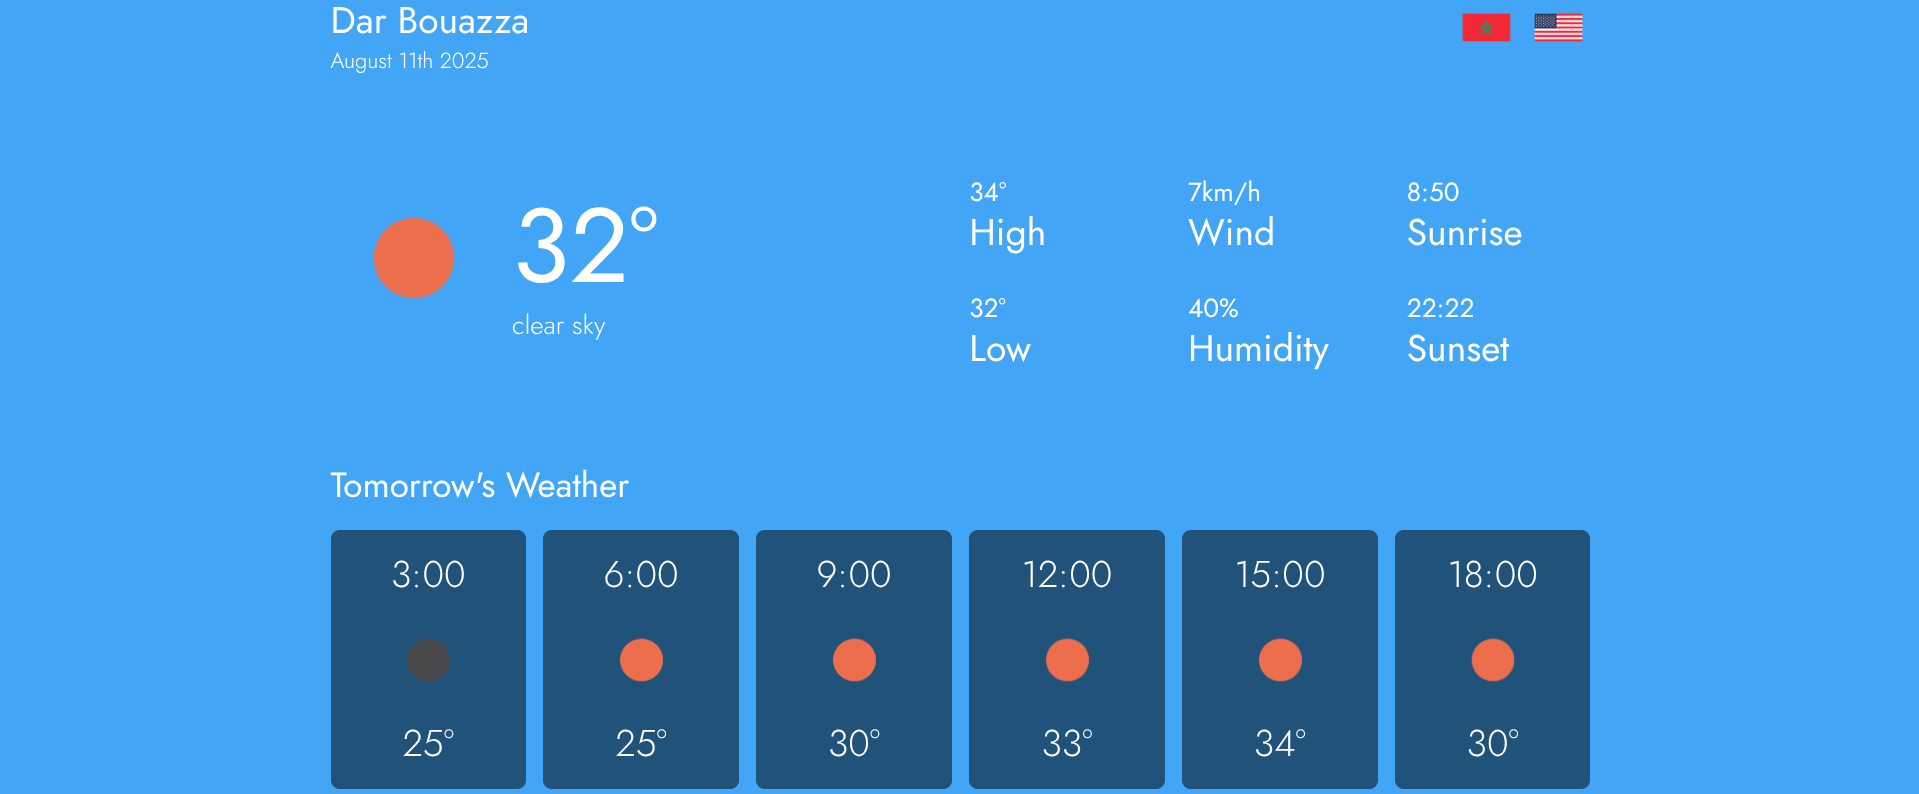 Dar Bouazza
August 11th 2025
32°
clear sky
34°
High
7km/h
Wind
8:50
Sunrise
32°
Low
40%
Humidity
22:22
Sunset
Tomorrow's Weather
3:00
25°
6:00
25°
9:00
30°
12:00
33°
15:00
34°
18:00
30°